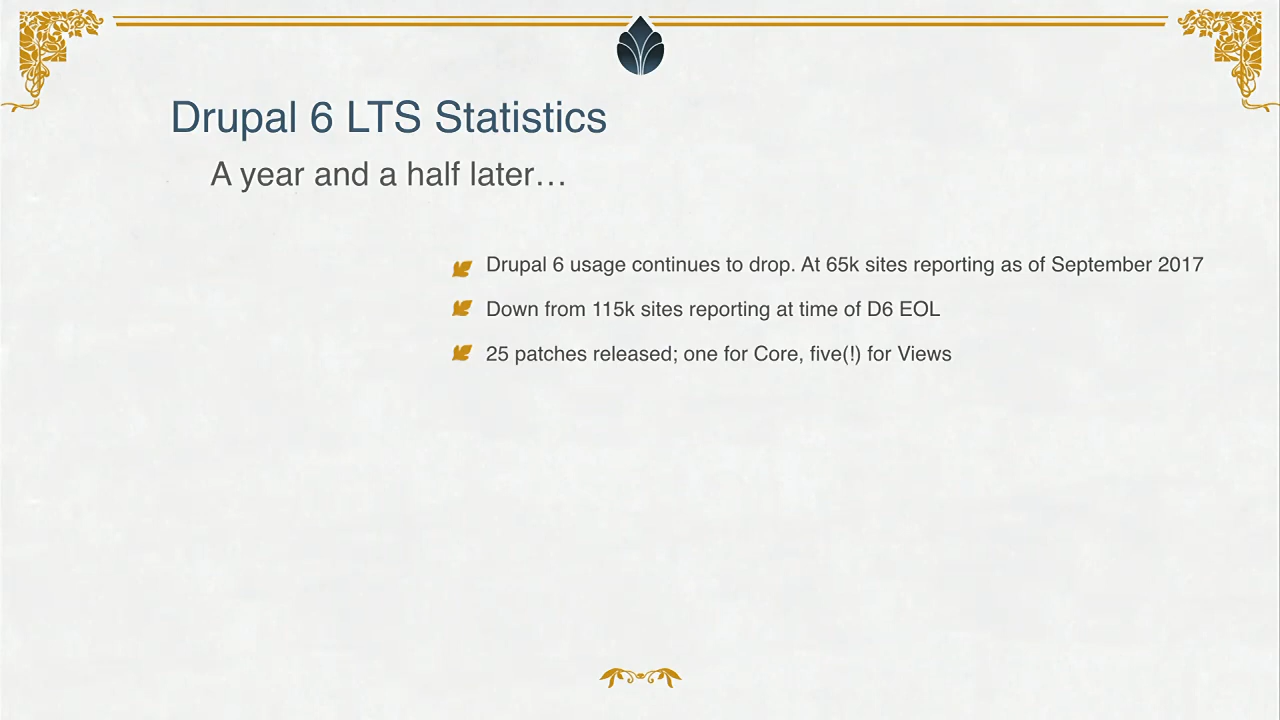 Drupal 6 LTS Statistics
A year and a half later…
Drupal 6 usage continues to drop. At 65k sites reporting as of September 2017
Down from 115k sites reporting at time of D6 EOL
25 patches released; one for Core, five(!) for Views